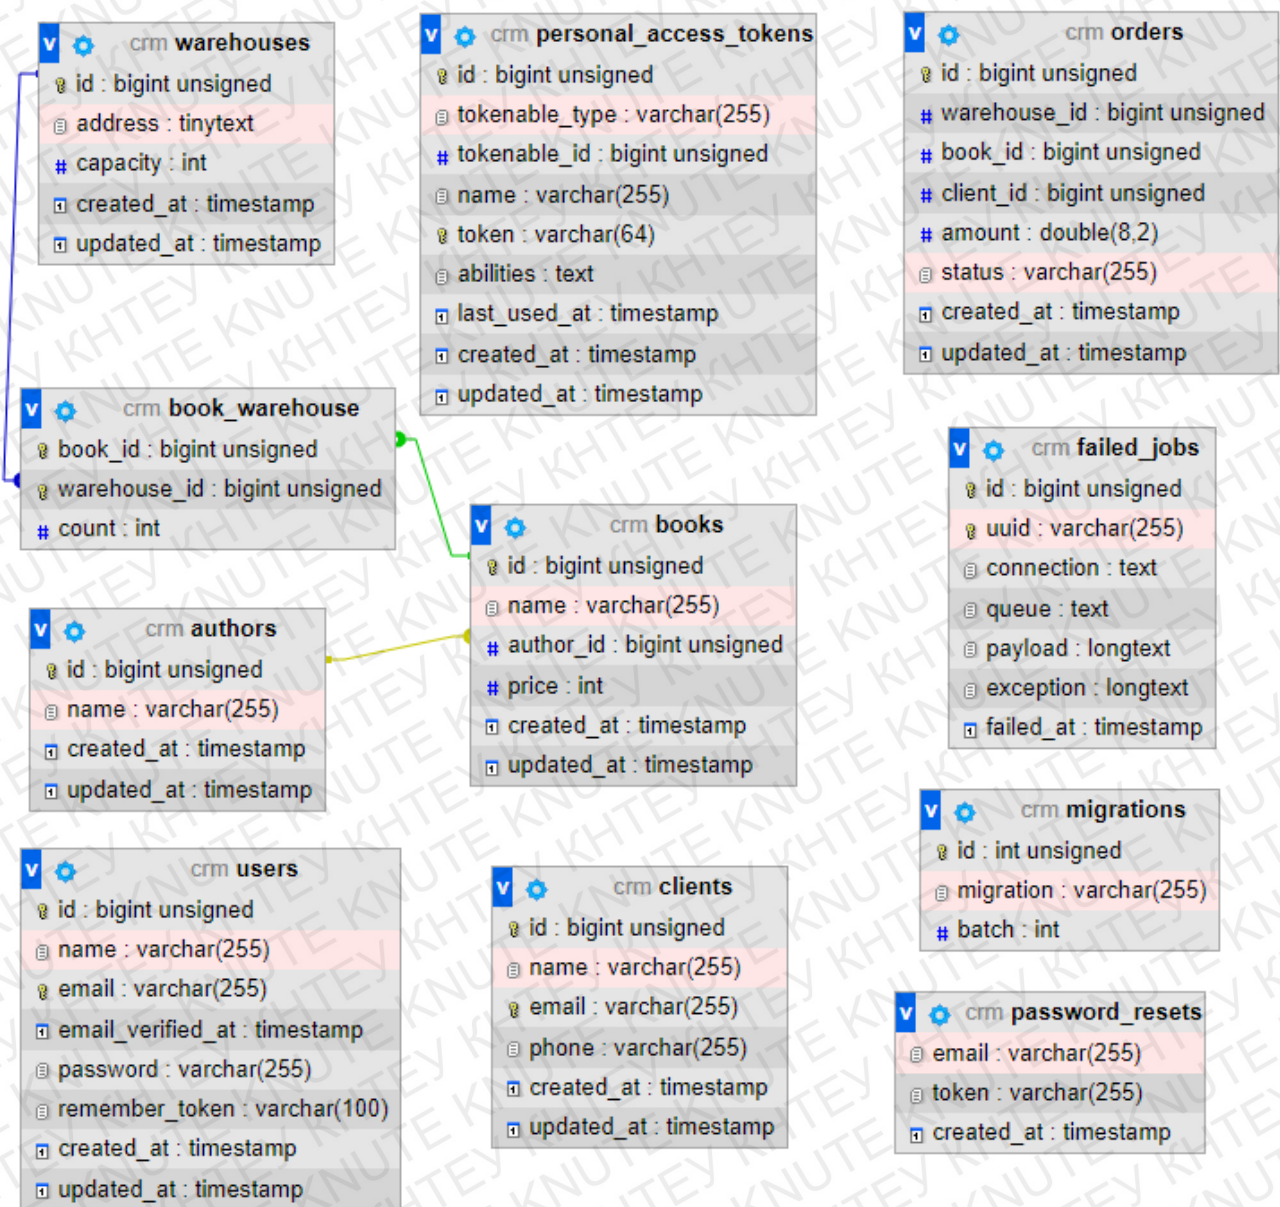 crm warehouses
id : bigint unsigned
address : tinytext
capacity : int
created_at : timestamp
updated_at : timestamp
crm personal_access_tokens
id : bigint unsigned
tokenable_type : varchar(255)
tokenable_id : bigint unsigned
name : varchar(255)
token : varchar(64)
abilities : text
last_used_at : timestamp
created_at : timestamp
updated_at : timestamp
crm orders
id : bigint unsigned
warehouse_id : bigint unsigned
book_id : bigint unsigned
client_id : bigint unsigned
amount : double(8,2)
status : varchar(255)
created_at : timestamp
updated_at : timestamp
crm book_warehouse
book_id : bigint unsigned
warehouse_id : bigint unsigned
count : int
crm books
id : bigint unsigned
name : varchar(255)
author_id : bigint unsigned
price : int
created_at : timestamp
updated_at : timestamp
crm failed_jobs
id : bigint unsigned
uuid : varchar(255)
connection : text
queue : text
payload : longtext
exception : longtext
failed_at : timestamp
crm authors
id : bigint unsigned
name : varchar(255)
created_at : timestamp
updated_at : timestamp
crm migrations
id : int unsigned
migration : varchar(255)
batch : int
crm users
id : bigint unsigned
name : varchar(255)
email : varchar(255)
email_verified_at : timestamp
password : varchar(255)
remember_token : varchar(100)
created_at : timestamp
updated_at : timestamp
crm clients
id : bigint unsigned
name : varchar(255)
email : varchar(255)
phone : varchar(255)
created_at : timestamp
updated_at : timestamp
crm password_resets
email : varchar(255)
token : varchar(255)
created_at : timestamp